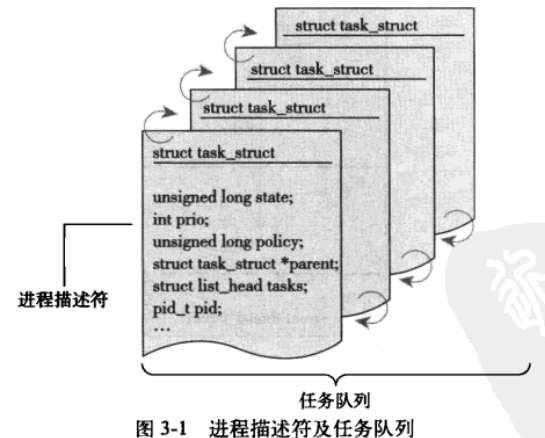 struct task_struct
struct task_struct
struct task_struct
struct task_struct
unsigned long state;
int prio;
unsigned long policy;
struct task_struct *parent;
struct list_head tasks;
pid_t pid;
…
进程描述符
任务队列
图 3-1 进程描述符及任务队列